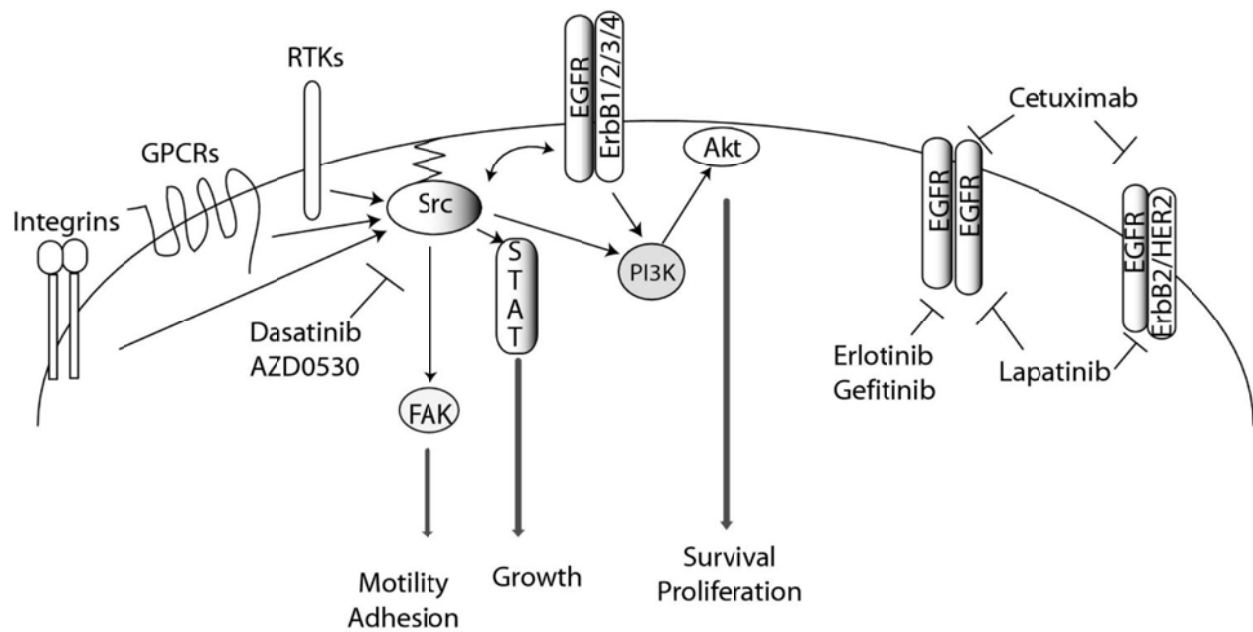 RTKs
EGFR
ErbB1/2/3/4
Cetuximab
GPCRs
Akt
Integrins
Src
EGFR
EGFR
EGFR
ErbB2/HER2
STAT
PI3K
Dasatinib
AZD0530
Erlotinib
Gefitinib
Lapatinib
FAK
Motility
Adhesion
Growth
Survival
Proliferation